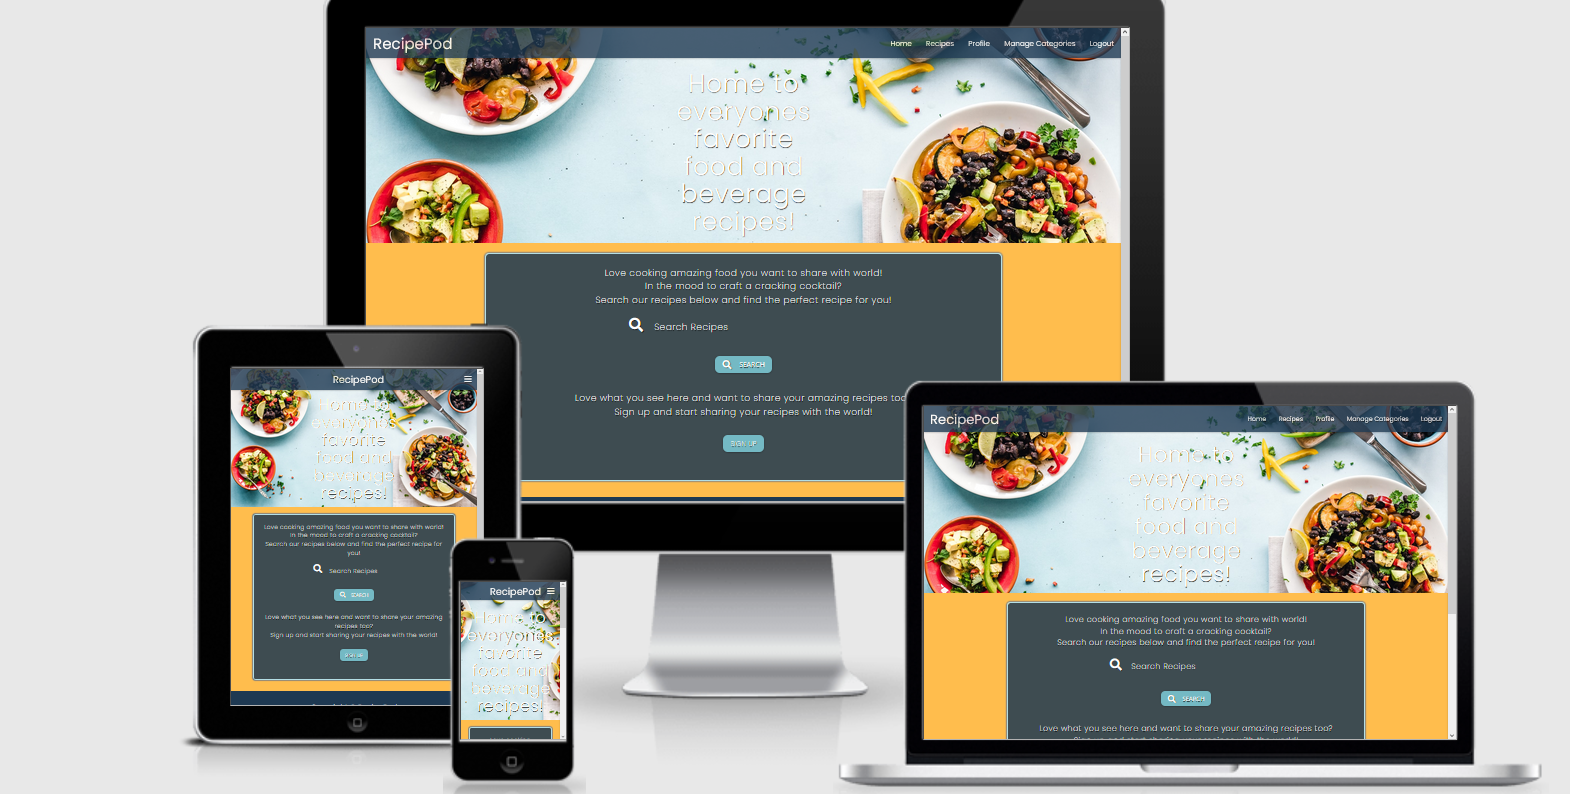 RecipePod
Home Recipes Profile Manage Categories Logout
Home to
everyones
favorite
food and
beverage
recipes!
Love cooking amazing food you want to share with world!
In the mood to craft a cracking cocktail?
Search our recipes below and find the perfect recipe for you!
Search Recipes
SEARCH
Love what you see here and want to share your amazing recipes too
Sign up and start sharing your recipes with the world!
SIGN UP
RecipePod
Home to
everyones
favorite
food and
beverage
recipes!
Love cooking amazing food you want to share with world!
In the mood to craft a cracking cocktail?
Search our recipes below and find the perfect recipe for
you!
Search Recipes
SEARCH
Love what you see here and want to share your amazing
recipes too?
Sign up and start sharing your recipes with the world!
SIGN UP
RecipePod
Home to
everyones
favorite
food and
beverage
recipes!
RecipePod
Home Recipes Profile Manage Categories Logout
Home to
everyones
favorite
food and
beverage
recipes!
Love cooking amazing food you want to share with world!
In the mood to craft a cracking cocktail?
Search our recipes below and find the perfect recipe for you!
Search Recipes
SEARCH
Love what you see here and want to share your amazing recipes too?